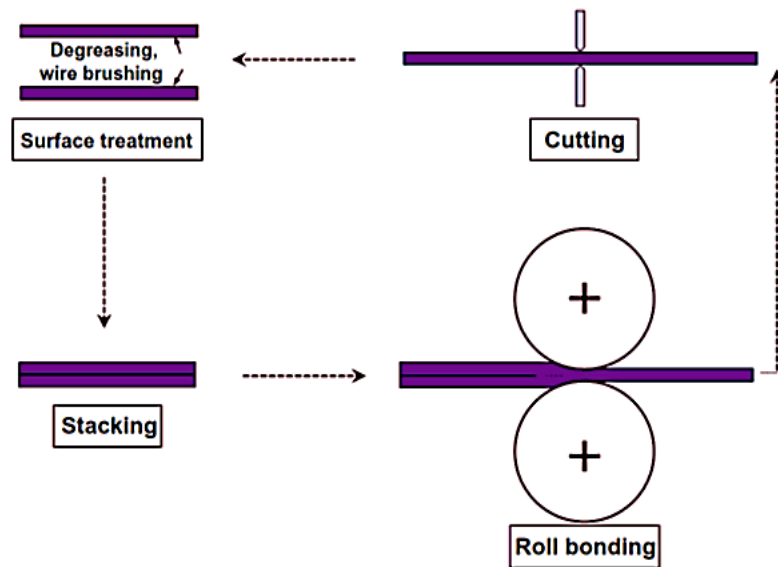 Degreasing,
wire brushing
Surface treatment
Cutting
Stacking
Roll bonding